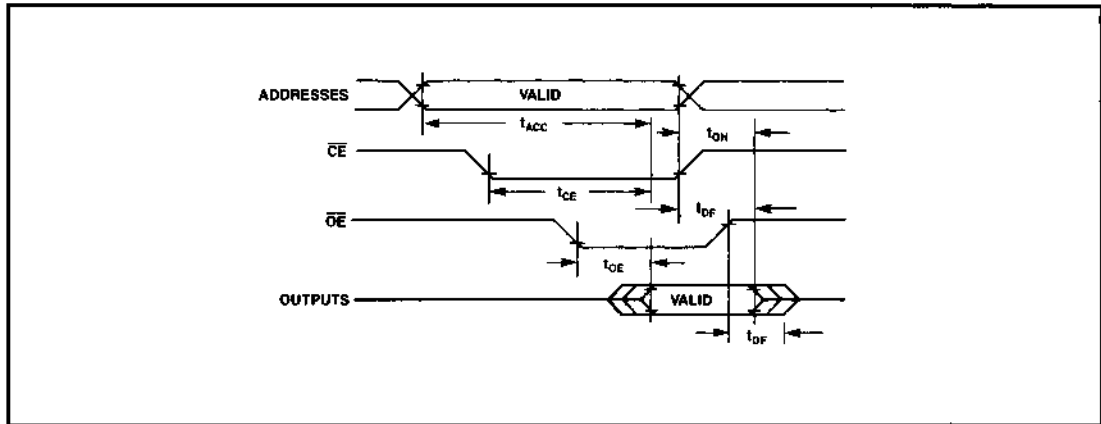 ADDRESSES
VALID
tACC
tOH
CE
tCE
tDF
OE
tOE
OUTPUTS
VALID
tDF